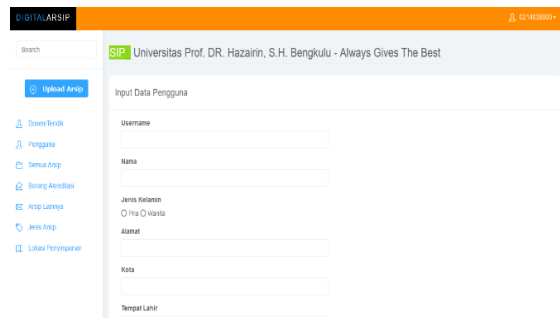 DIGITALARSIP
Search
Upload Arsip
Dosen/Tendik
Pengguna
Semua Arsip
Borang Akreditasi
Arsip Lainnya
Jenis Arsip
Lokasi Penyimpanan
SIP Universitas Prof. DR. Hazairin, S.H. Bengkulu - Always Gives The Best
Input Data Pengguna
Username
Nama
Jenis Kelamin
Pria Wanita
Alamat
Kota
Tempat Lahir